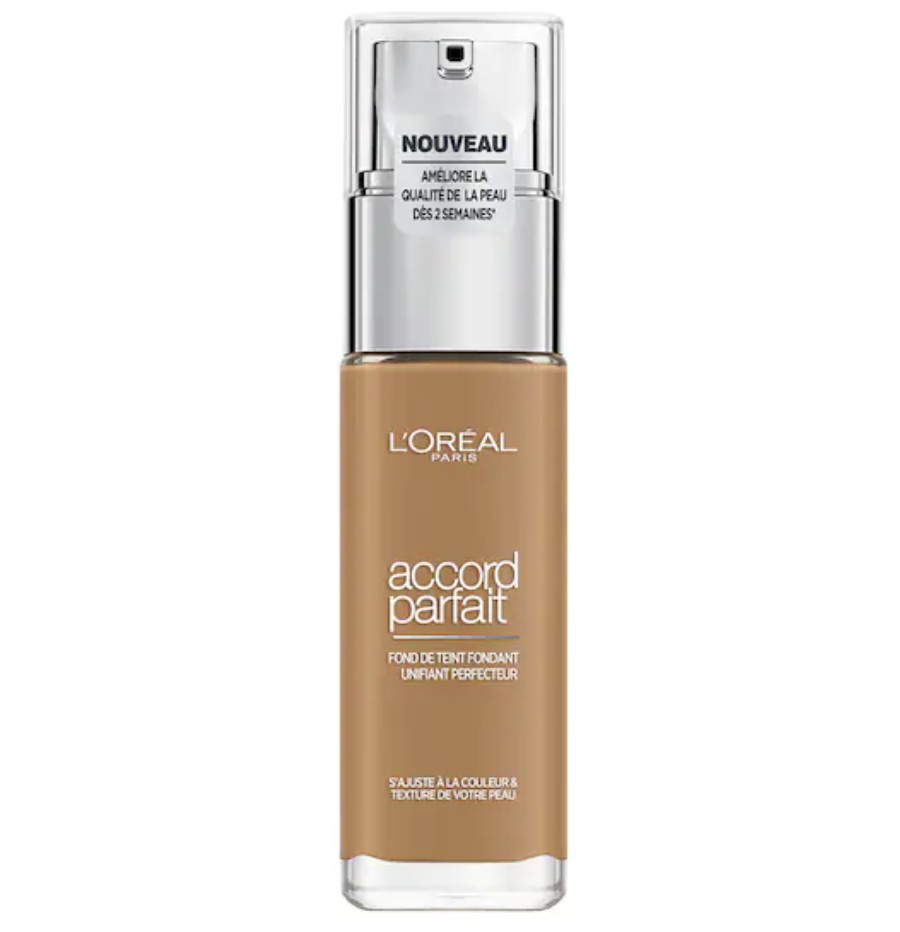 NOUVEAU
AMÉLIORE LA
QUALITÉ DE LA PEAU
DÈS 2 SEMAINES*
L'ORÉAL
PARIS
accord
parfait
FOND DE TEINT FONDANT
UNIFIANT PERFECTEUR
S'AJUSTE À LA COULEUR &
TEXTURE DE VOTRE PEAU